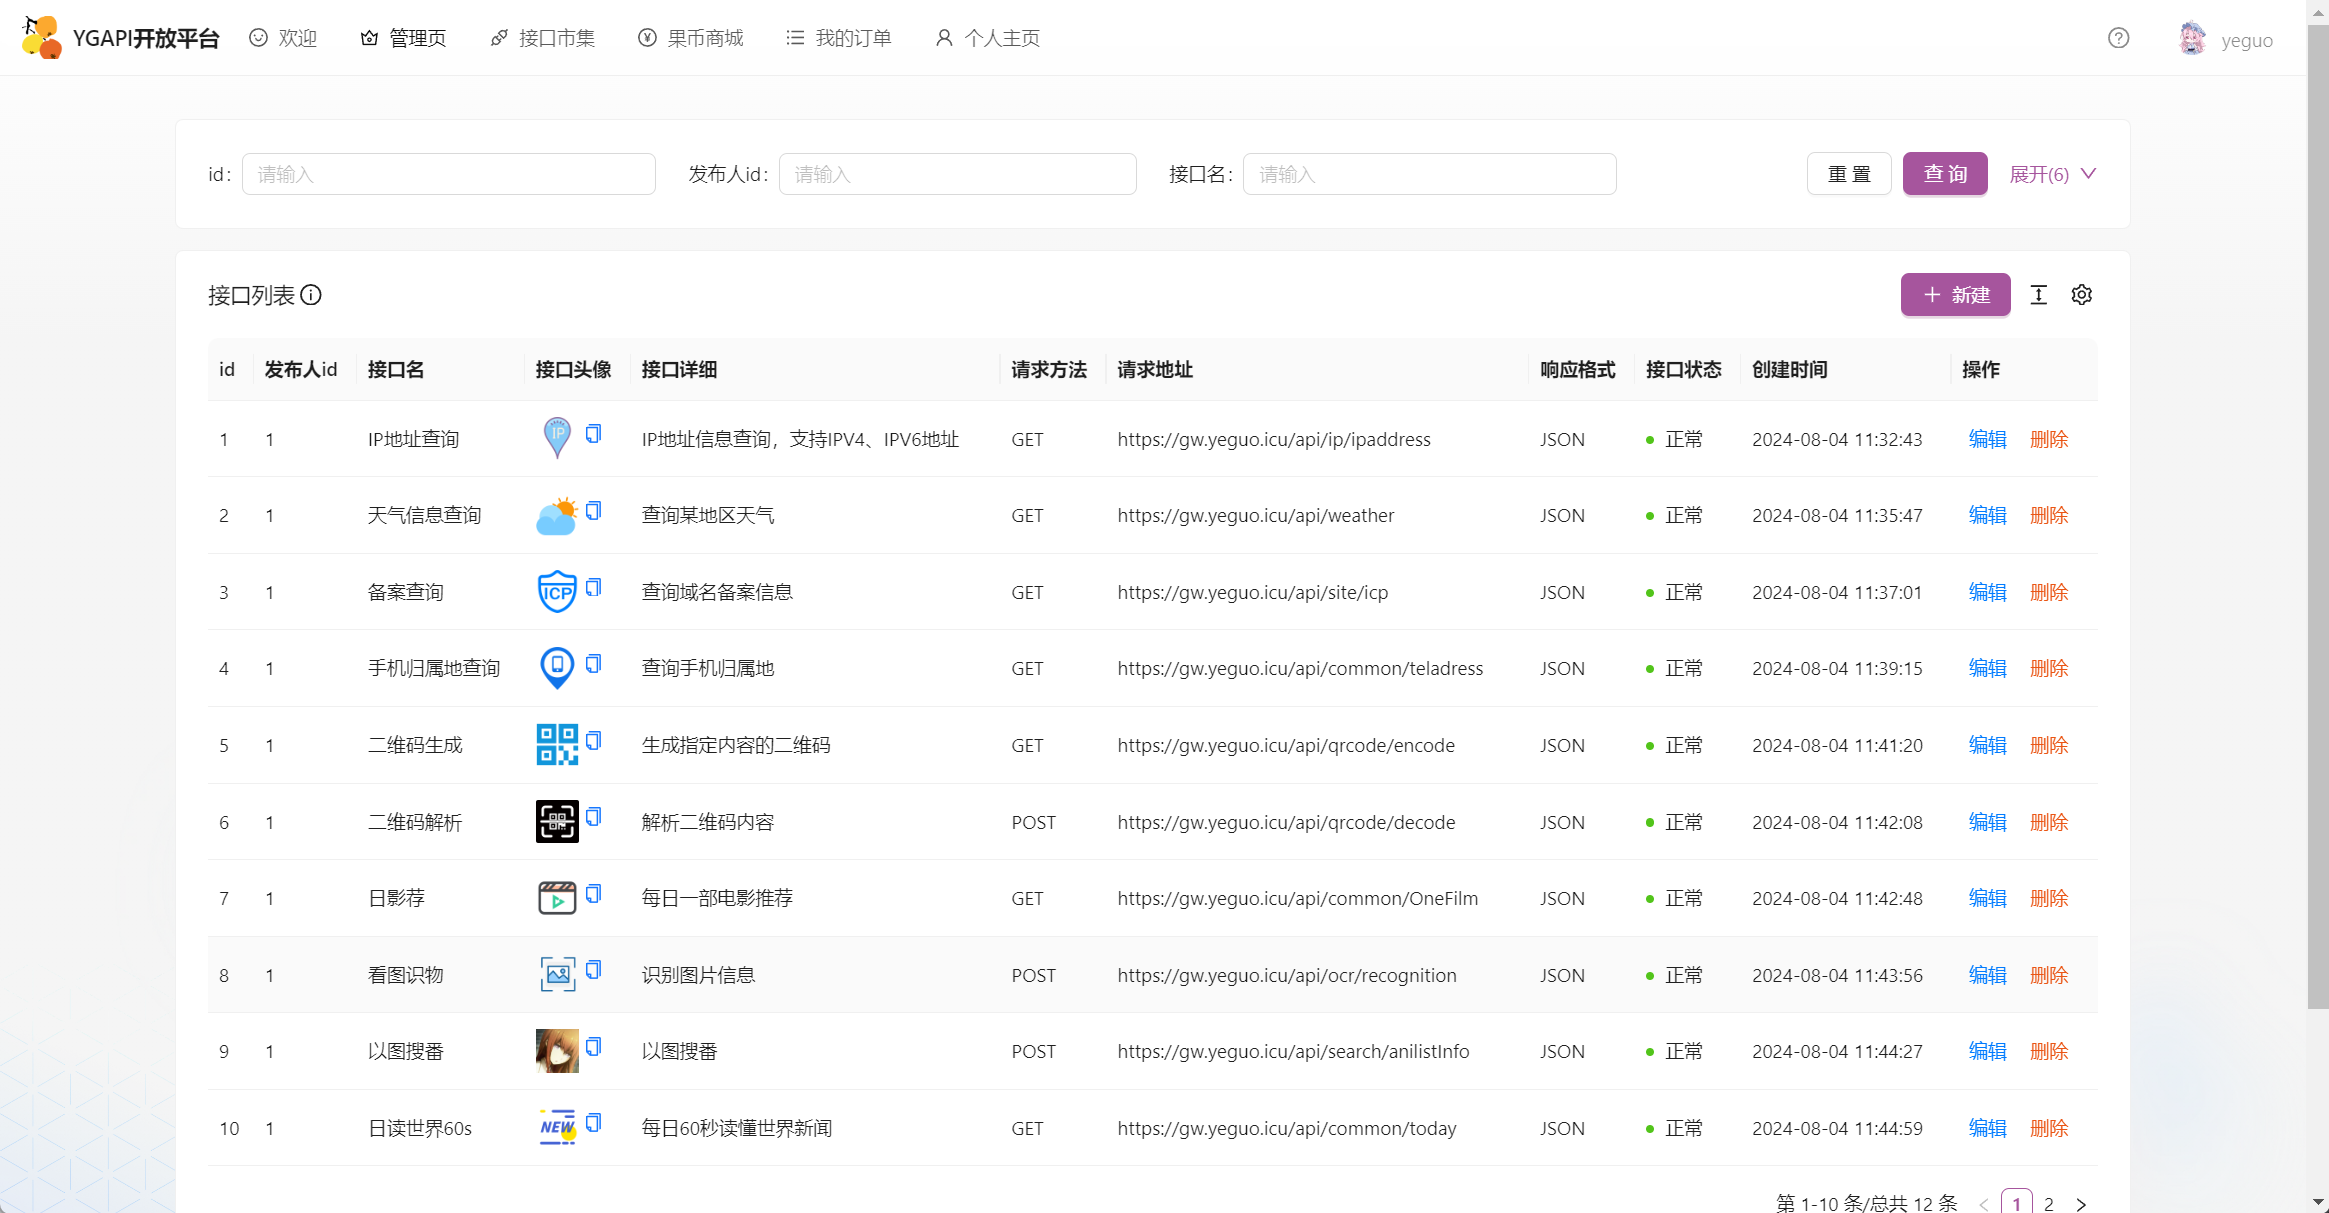 YGAPI开放平台 欢迎 管理页 接口市集 果币商城 我的订单 个人主页 yeguo
id: 请输入 发布人id: 请输入 接口名: 请输入 重 置 查 询 展开(6)
接口列表 新建
id 发布人id 接口名 接口头像 接口详细 请求方法 请求地址 响应格式 接口状态 创建时间 操作
1 1 IP地址查询 IP IP地址信息查询，支持IPV4、IPV6地址 GET https://gw.yeguo.icu/api/ip/ipaddress JSON 正常 2024-08-04 11:32:43 编辑 删除
2 1 天气信息查询 查询某地区天气 GET https://gw.yeguo.icu/api/weather JSON 正常 2024-08-04 11:35:47 编辑 删除
3 1 备案查询 ICP 查询域名备案信息 GET https://gw.yeguo.icu/api/site/icp JSON 正常 2024-08-04 11:37:01 编辑 删除
4 1 手机归属地查询 查询手机归属地 GET https://gw.yeguo.icu/api/common/teladress JSON 正常 2024-08-04 11:39:15 编辑 删除
5 1 二维码生成 生成指定内容的二维码 GET https://gw.yeguo.icu/api/qrcode/encode JSON 正常 2024-08-04 11:41:20 编辑 删除
6 1 二维码解析 解析二维码内容 POST https://gw.yeguo.icu/api/qrcode/decode JSON 正常 2024-08-04 11:42:08 编辑 删除
7 1 日影荐 每日一部电影推荐 GET https://gw.yeguo.icu/api/common/OneFilm JSON 正常 2024-08-04 11:42:48 编辑 删除
8 1 看图识物 识别图片信息 POST https://gw.yeguo.icu/api/ocr/recognition JSON 正常 2024-08-04 11:43:56 编辑 删除
9 1 以图搜番 以图搜番 POST https://gw.yeguo.icu/api/search/anilistInfo JSON 正常 2024-08-04 11:44:27 编辑 删除
10 1 日读世界60s NEW 每日60秒读懂世界新闻 GET https://gw.yeguo.icu/api/common/today JSON 正常 2024-08-04 11:44:59 编辑 删除
第 1-10 条/总共 12 条 < 1 2 >